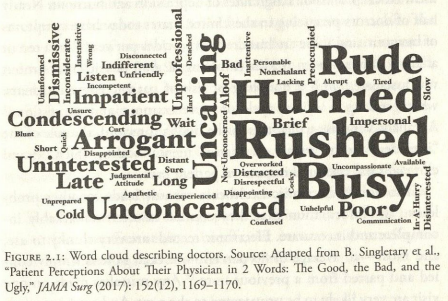 Uninformed
Dismissive
Inconsiderate
Insensitive
Wrong
Disconnected
Indifferent
Listen Unfriendly
Incompetent
Impatient
Unprofessional
Detached
Hard
Uncaring
Bad
Aloof
Not Unconcerned
Inattentive
Personable
Nonchalant
Lacking
Preoccupied
Abrupt
Tired
Rude
Slow
Hurried
Unsure
Condescending
Wait
Blunt
Curt
Short
Quick
Arrogant
Brief
Impersonal
Rushed
Disappointed
Uninterested
Distant
Sure
Late
Judgmental
Attitude
Long
Overworked
Distracted
Disrespectful
Cocky
Uncompassionate
Available
Busy
In-A-Hurry
Disinterested
Apathetic
Inexperienced
Disappointing
Unprepared
Cold
Unconcerned
Confused
Unhelpful
Poor
Communication
FIGURE 2.1: Word cloud describing doctors. Source: Adapted from B. Singletary et al.,
“Patient Perceptions About Their Physician in 2 Words: The Good, the Bad, and the
Ugly,” JAMA Surg (2017): 152(12), 1169–1170.